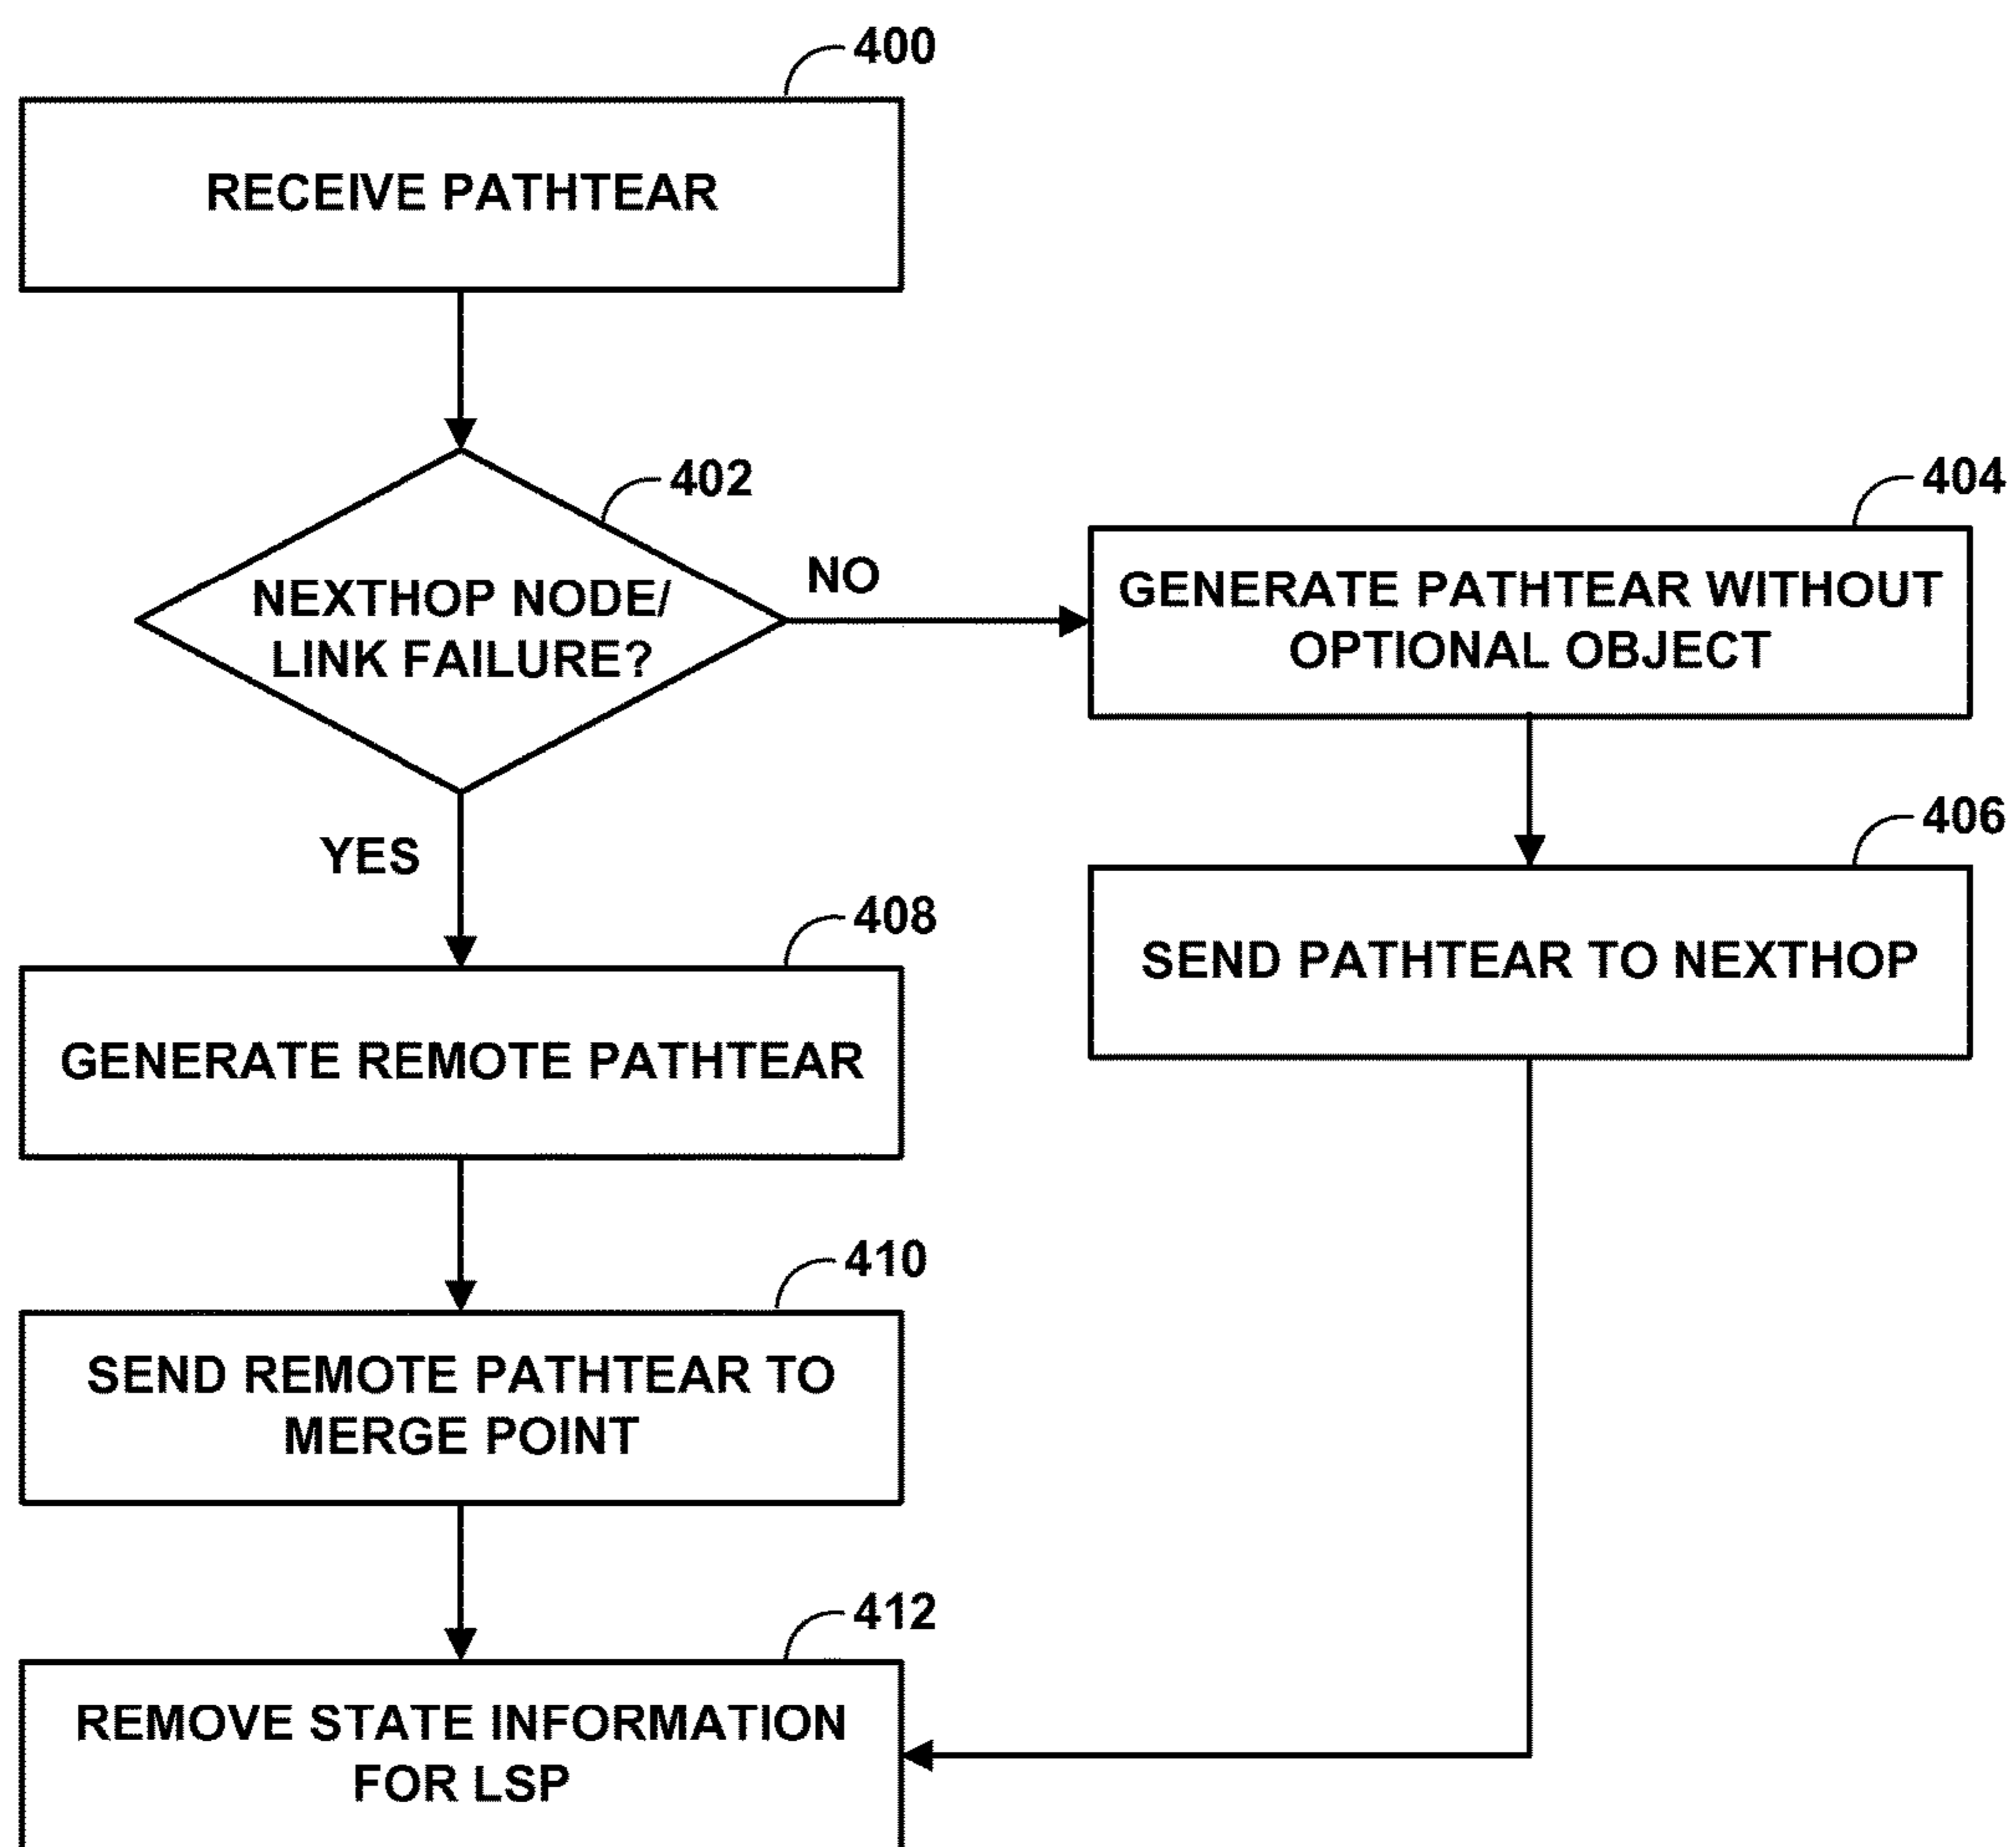 400
RECEIVE PATHTEAR
402
NEXTHOP NODE/
LINK FAILURE?
NO
404
GENERATE PATHTEAR WITHOUT
OPTIONAL OBJECT
406
SEND PATHTEAR TO NEXTHOP
YES
408
GENERATE REMOTE PATHTEAR
410
SEND REMOTE PATHTEAR TO
MERGE POINT
412
REMOVE STATE INFORMATION
FOR LSP